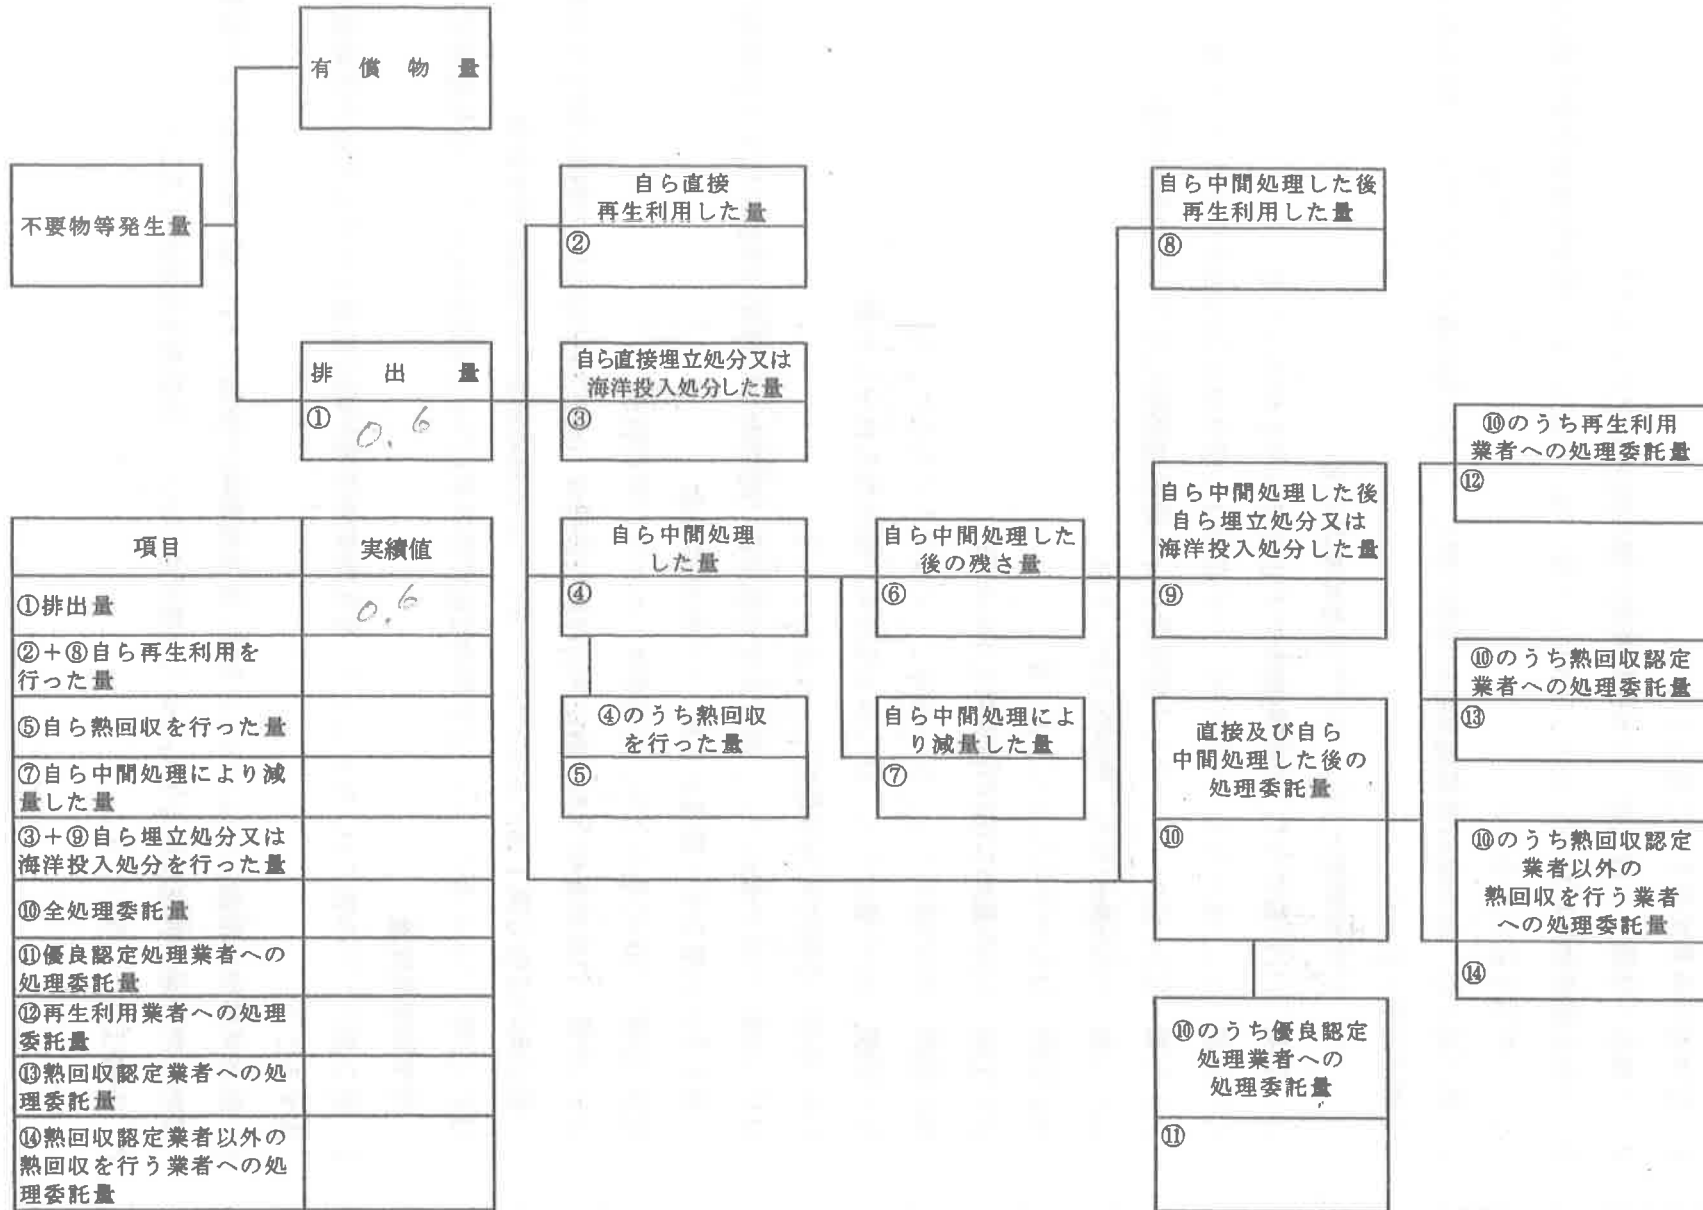 有償物量
不要物等発生量
自ら直接
再生利用した量
②
自ら中間処理した後
再生利用した量
⑧
排出量
① 0.6
自ら直接埋立処分又は
海洋投入処分した量
③
⑩のうち再生利用
業者への処理委託量
⑫
自ら中間処理
した量
④
自ら中間処理した
後の残さ量
⑥
自ら中間処理した後
自ら埋立処分又は
海洋投入処分した量
⑨
⑩のうち熱回収認定
業者への処理委託量
⑬
④のうち熱回収
を行った量
⑤
自ら中間処理によ
り減量した量
⑦
直接及び自ら
中間処理した後の
処理委託量
⑩
⑩のうち熱回収認定
業者以外の
熱回収を行う業者
への処理委託量
⑭
⑩のうち優良認定
処理業者への
処理委託量
⑪
項目 実績値
①排出量 0.6
②+⑧自ら再生利用を
行った量
⑤自ら熱回収を行った量
⑦自ら中間処理により減
量した量
③+⑨自ら埋立処分又は
海洋投入処分を行った量
⑩全処理委託量
⑪優良認定処理業者への
処理委託量
⑫再生利用業者への処理
委託量
⑬熱回収認定業者への処
理委託量
⑭熱回収認定業者以外の
熱回収を行う業者への処
理委託量